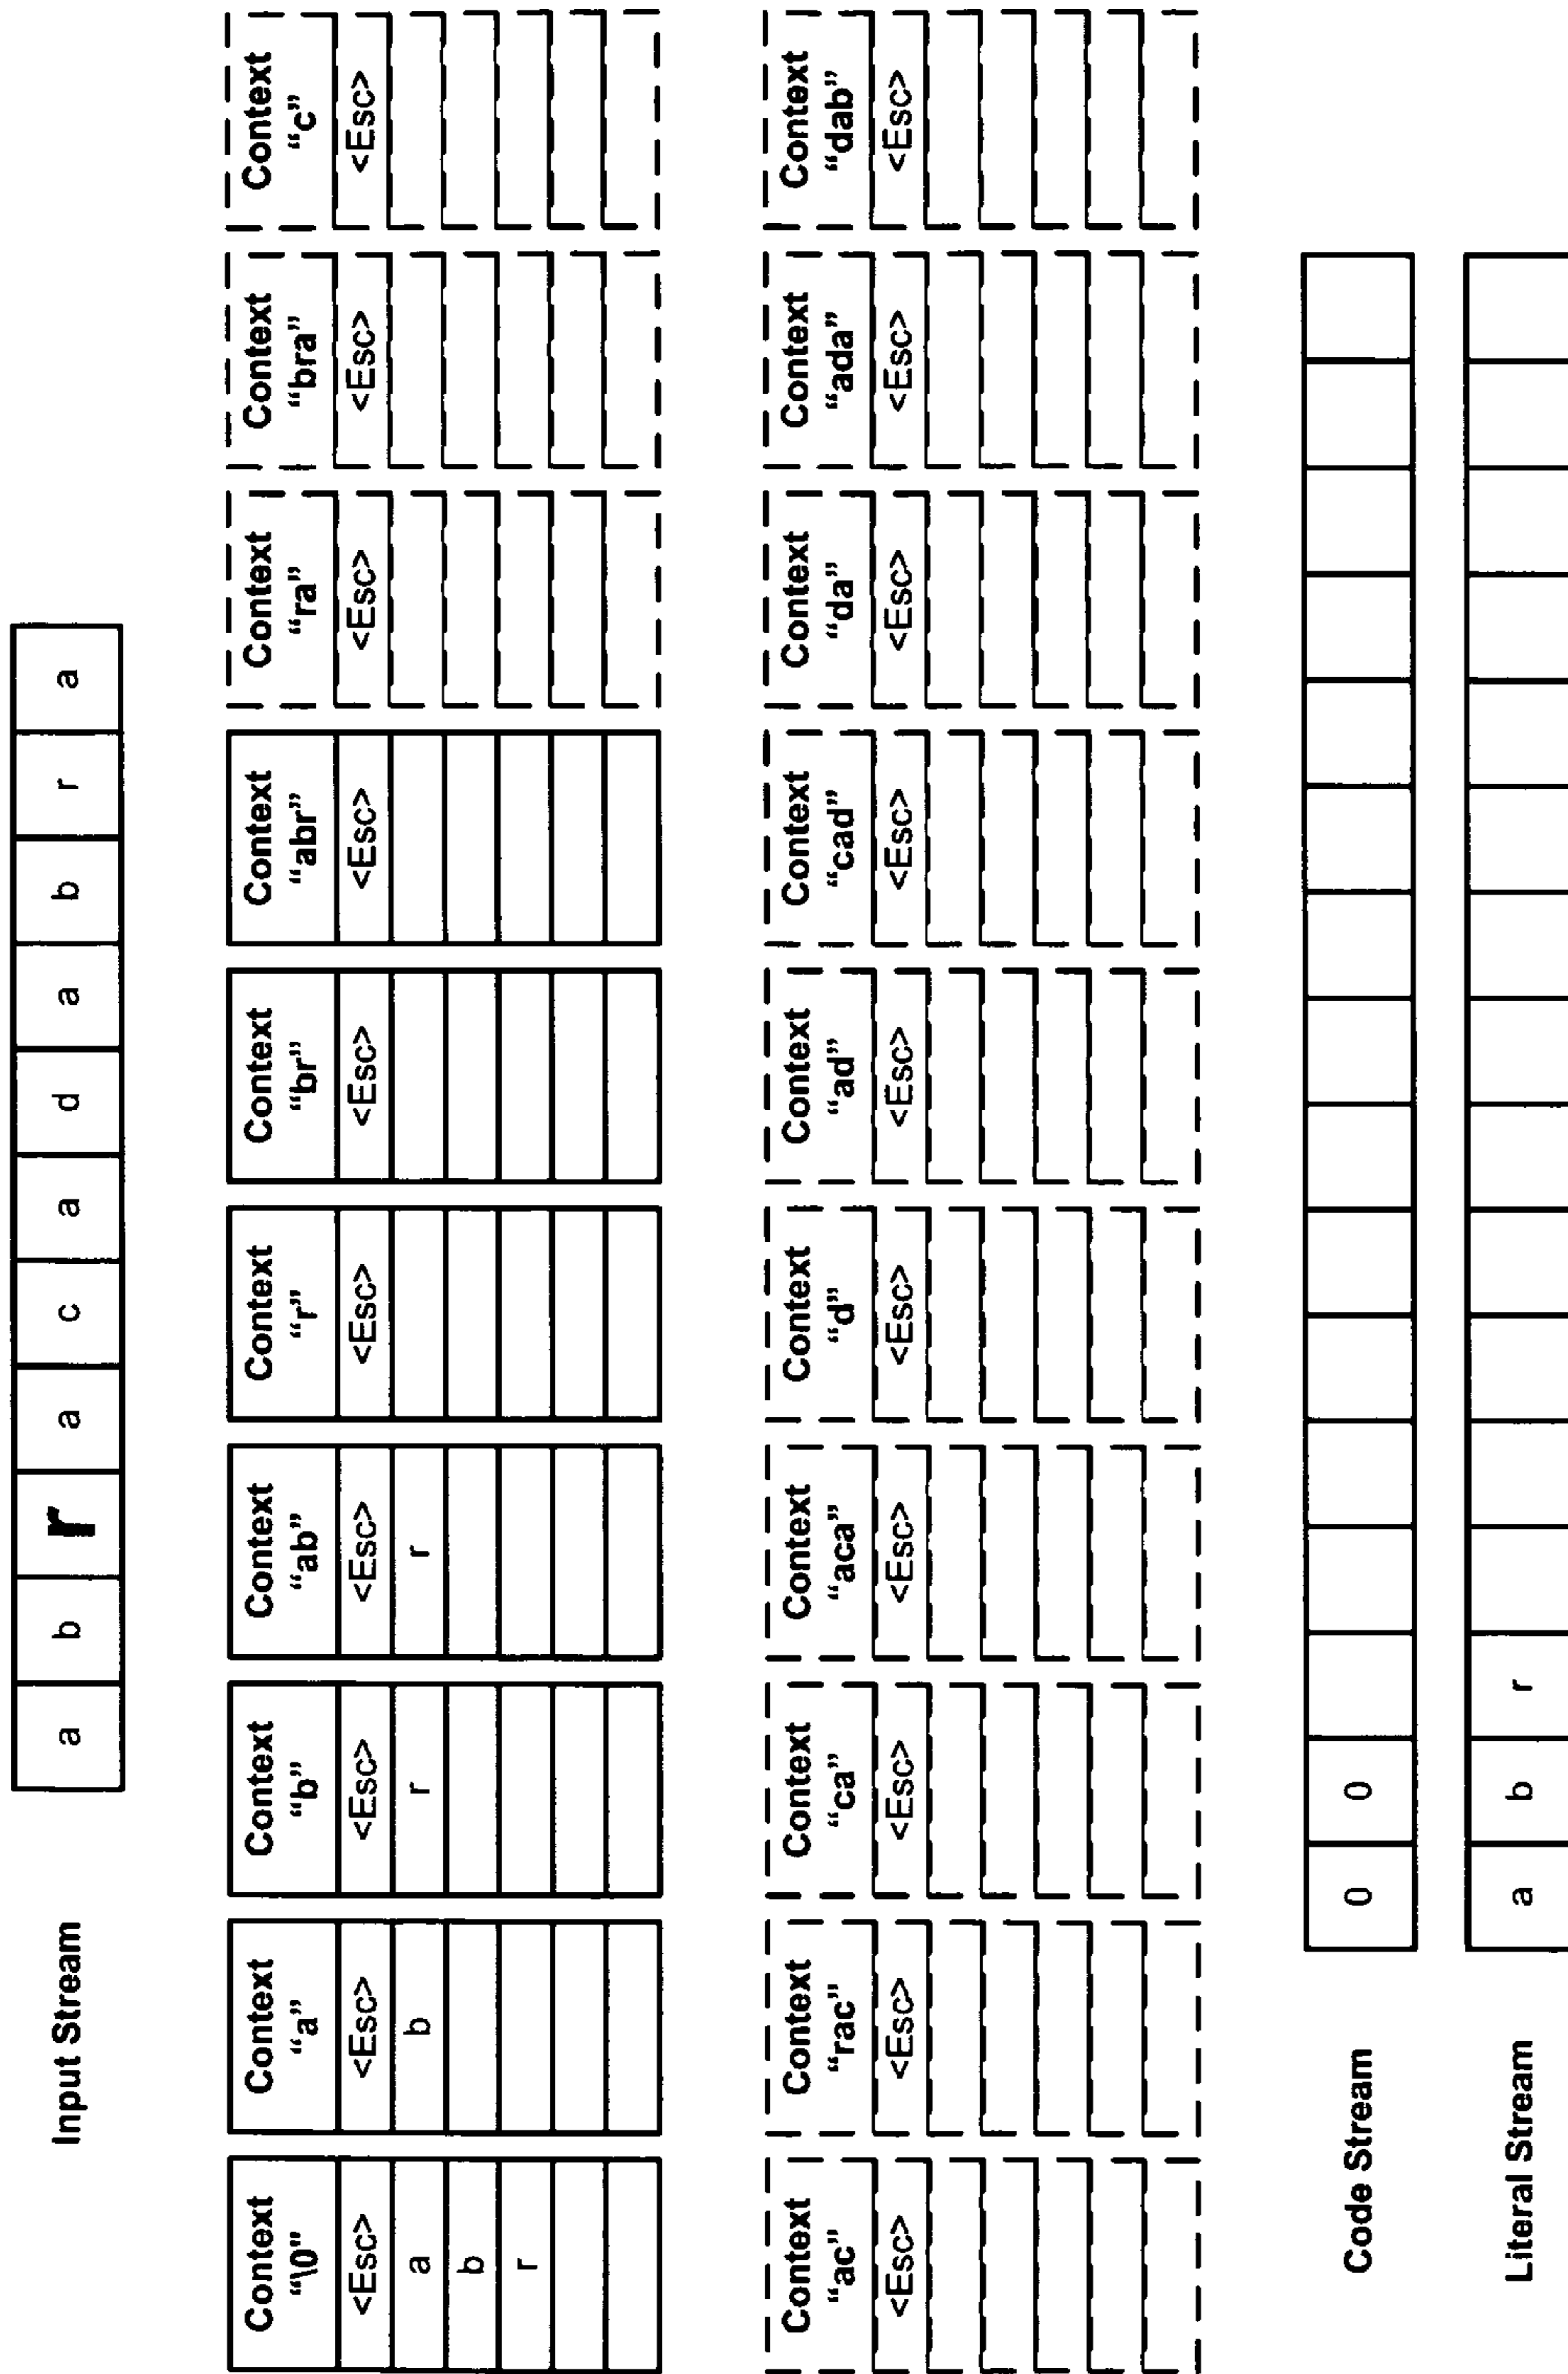 Input Stream a b r a c a d a b r a
Context "\0" Context "a" Context "b" Context "ab" Context "r" Context "br" Context "abr" Context "ra" Context "bra" Context "c"
<Esc> <Esc> <Esc> <Esc> <Esc> <Esc> <Esc> <Esc> <Esc> <Esc>
a b r r
b
r
Context "ac" Context "rac" Context "ca" Context "aca" Context "d" Context "ad" Context "cad" Context "da" Context "ada" Context "dab"
<Esc> <Esc> <Esc> <Esc> <Esc> <Esc> <Esc> <Esc> <Esc> <Esc>
Code Stream 0 0
Literal Stream a b r